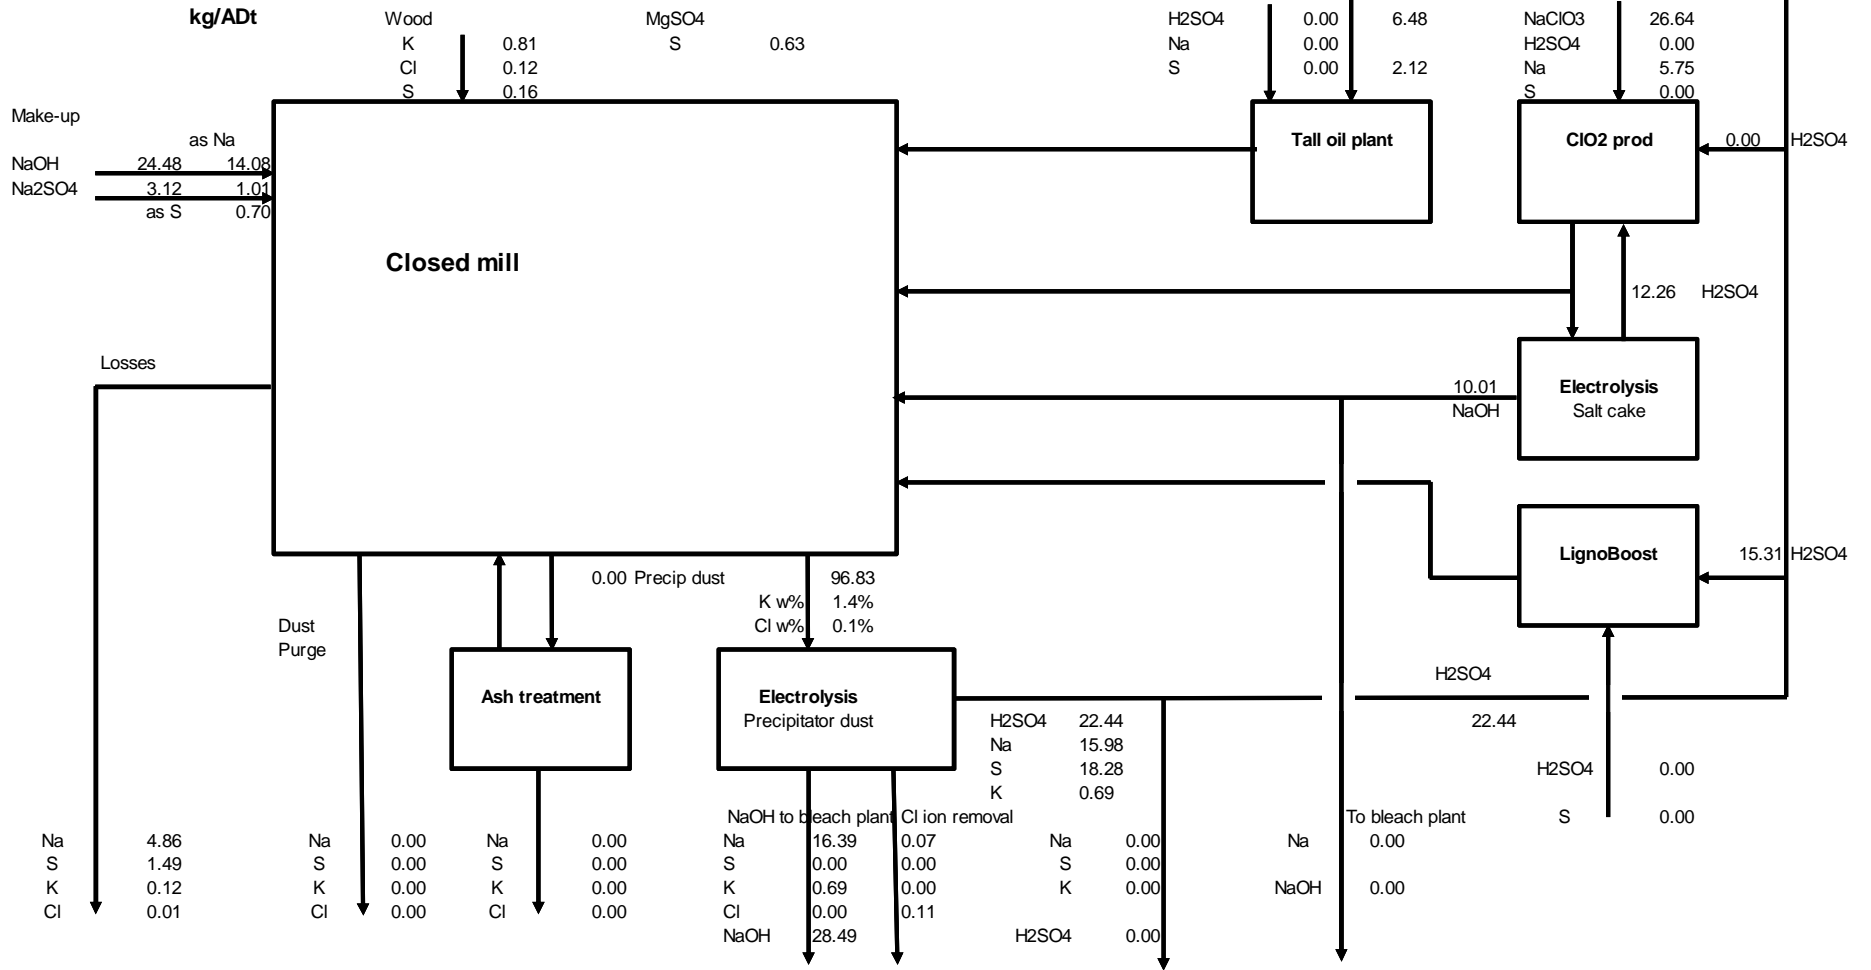 kg/ADt
Wood MgSO4 H2SO4 0.00 6.48 NaClO3 26.64
K 0.81 S 0.63 Na 0.00 H2SO4 0.00
Cl 0.12 S 0.00 2.12 Na 5.75
S 0.16 S 0.00
Make-up
as Na Tall oil plant ClO2 prod 0.00 H2SO4
NaOH 24.48 14.08
Na2SO4 3.12 1.01
as S 0.70
Closed mill
12.26 H2SO4
Losses
10.01 Electrolysis
NaOH Salt cake
LignoBoost 15.31 H2SO4
0.00 Precip dust 96.83
K w% 1.4%
Cl w% 0.1%
Dust
Purge
H2SO4
Ash treatment Electrolysis
Precipitator dust H2SO4 22.44 22.44
Na 15.98
S 18.28 H2SO4 0.00
K 0.69
NaOH to bleach plant Cl ion removal To bleach plant S 0.00
Na 4.86 Na 0.00 Na 0.00 Na 16.39 0.07 Na 0.00 Na 0.00
S 1.49 S 0.00 S 0.00 S 0.00 0.00 S 0.00
K 0.12 K 0.00 K 0.00 K 0.69 0.00 K 0.00 NaOH 0.00
Cl 0.01 Cl 0.00 Cl 0.00 Cl 0.00 0.11
NaOH 28.49 H2SO4 0.00